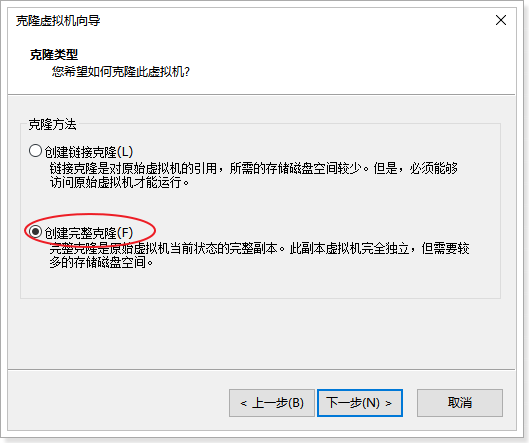 克隆虚拟机向导
克隆类型
您希望如何克隆此虚拟机?
克隆方法
创建链接克隆(L)
链接克隆是对原始虚拟机的引用，所需的存储磁盘空间较少。但是，必须能够
访问原始虚拟机才能运行。
创建完整克隆(F)
完整克隆是原始虚拟机当前状态的完整副本。此副本虚拟机完全独立，但需要较
多的存储磁盘空间。
< 上一步(B)
下一步(N) >
取消